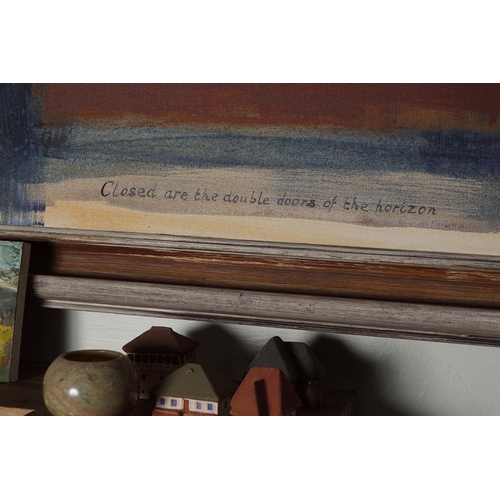 Closed are the double doors of the horizon